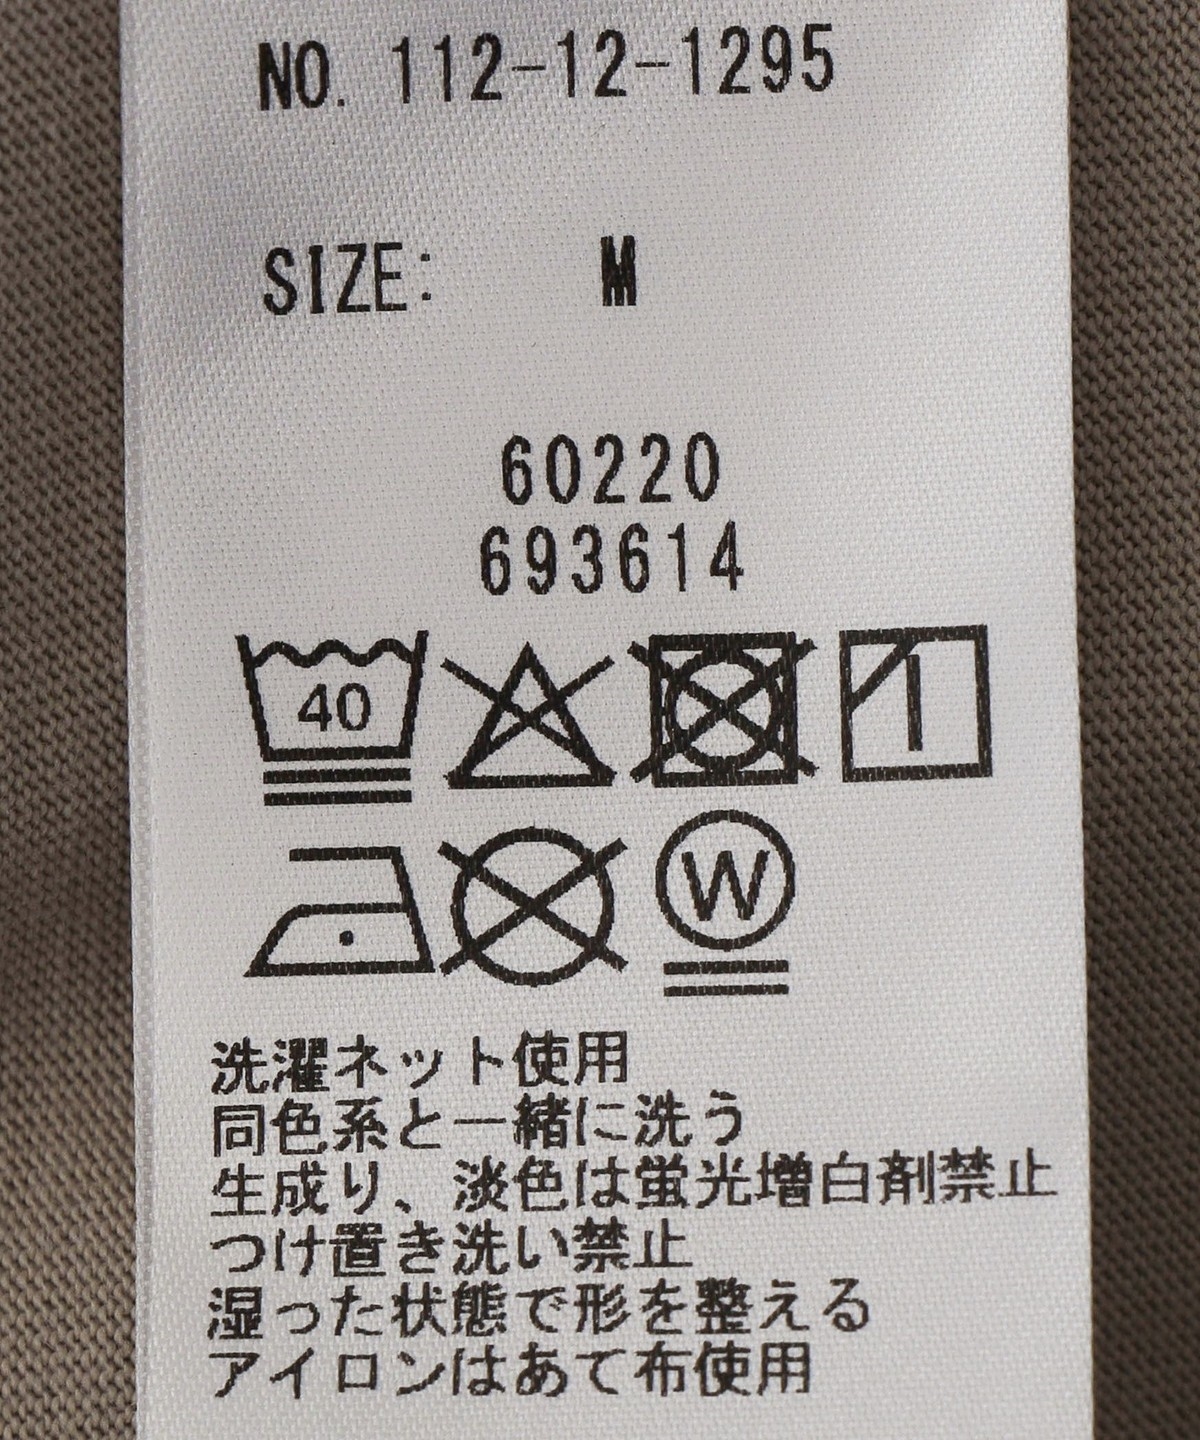 NO. 112-12-1295
SIZE: M
60220
693614
40
W
洗濯ネット使用
同色系と一緒に洗う
生成り、淡色は蛍光増白剤禁止
つけ置き洗い禁止
湿った状態で形を整える
アイロンはあて布使用